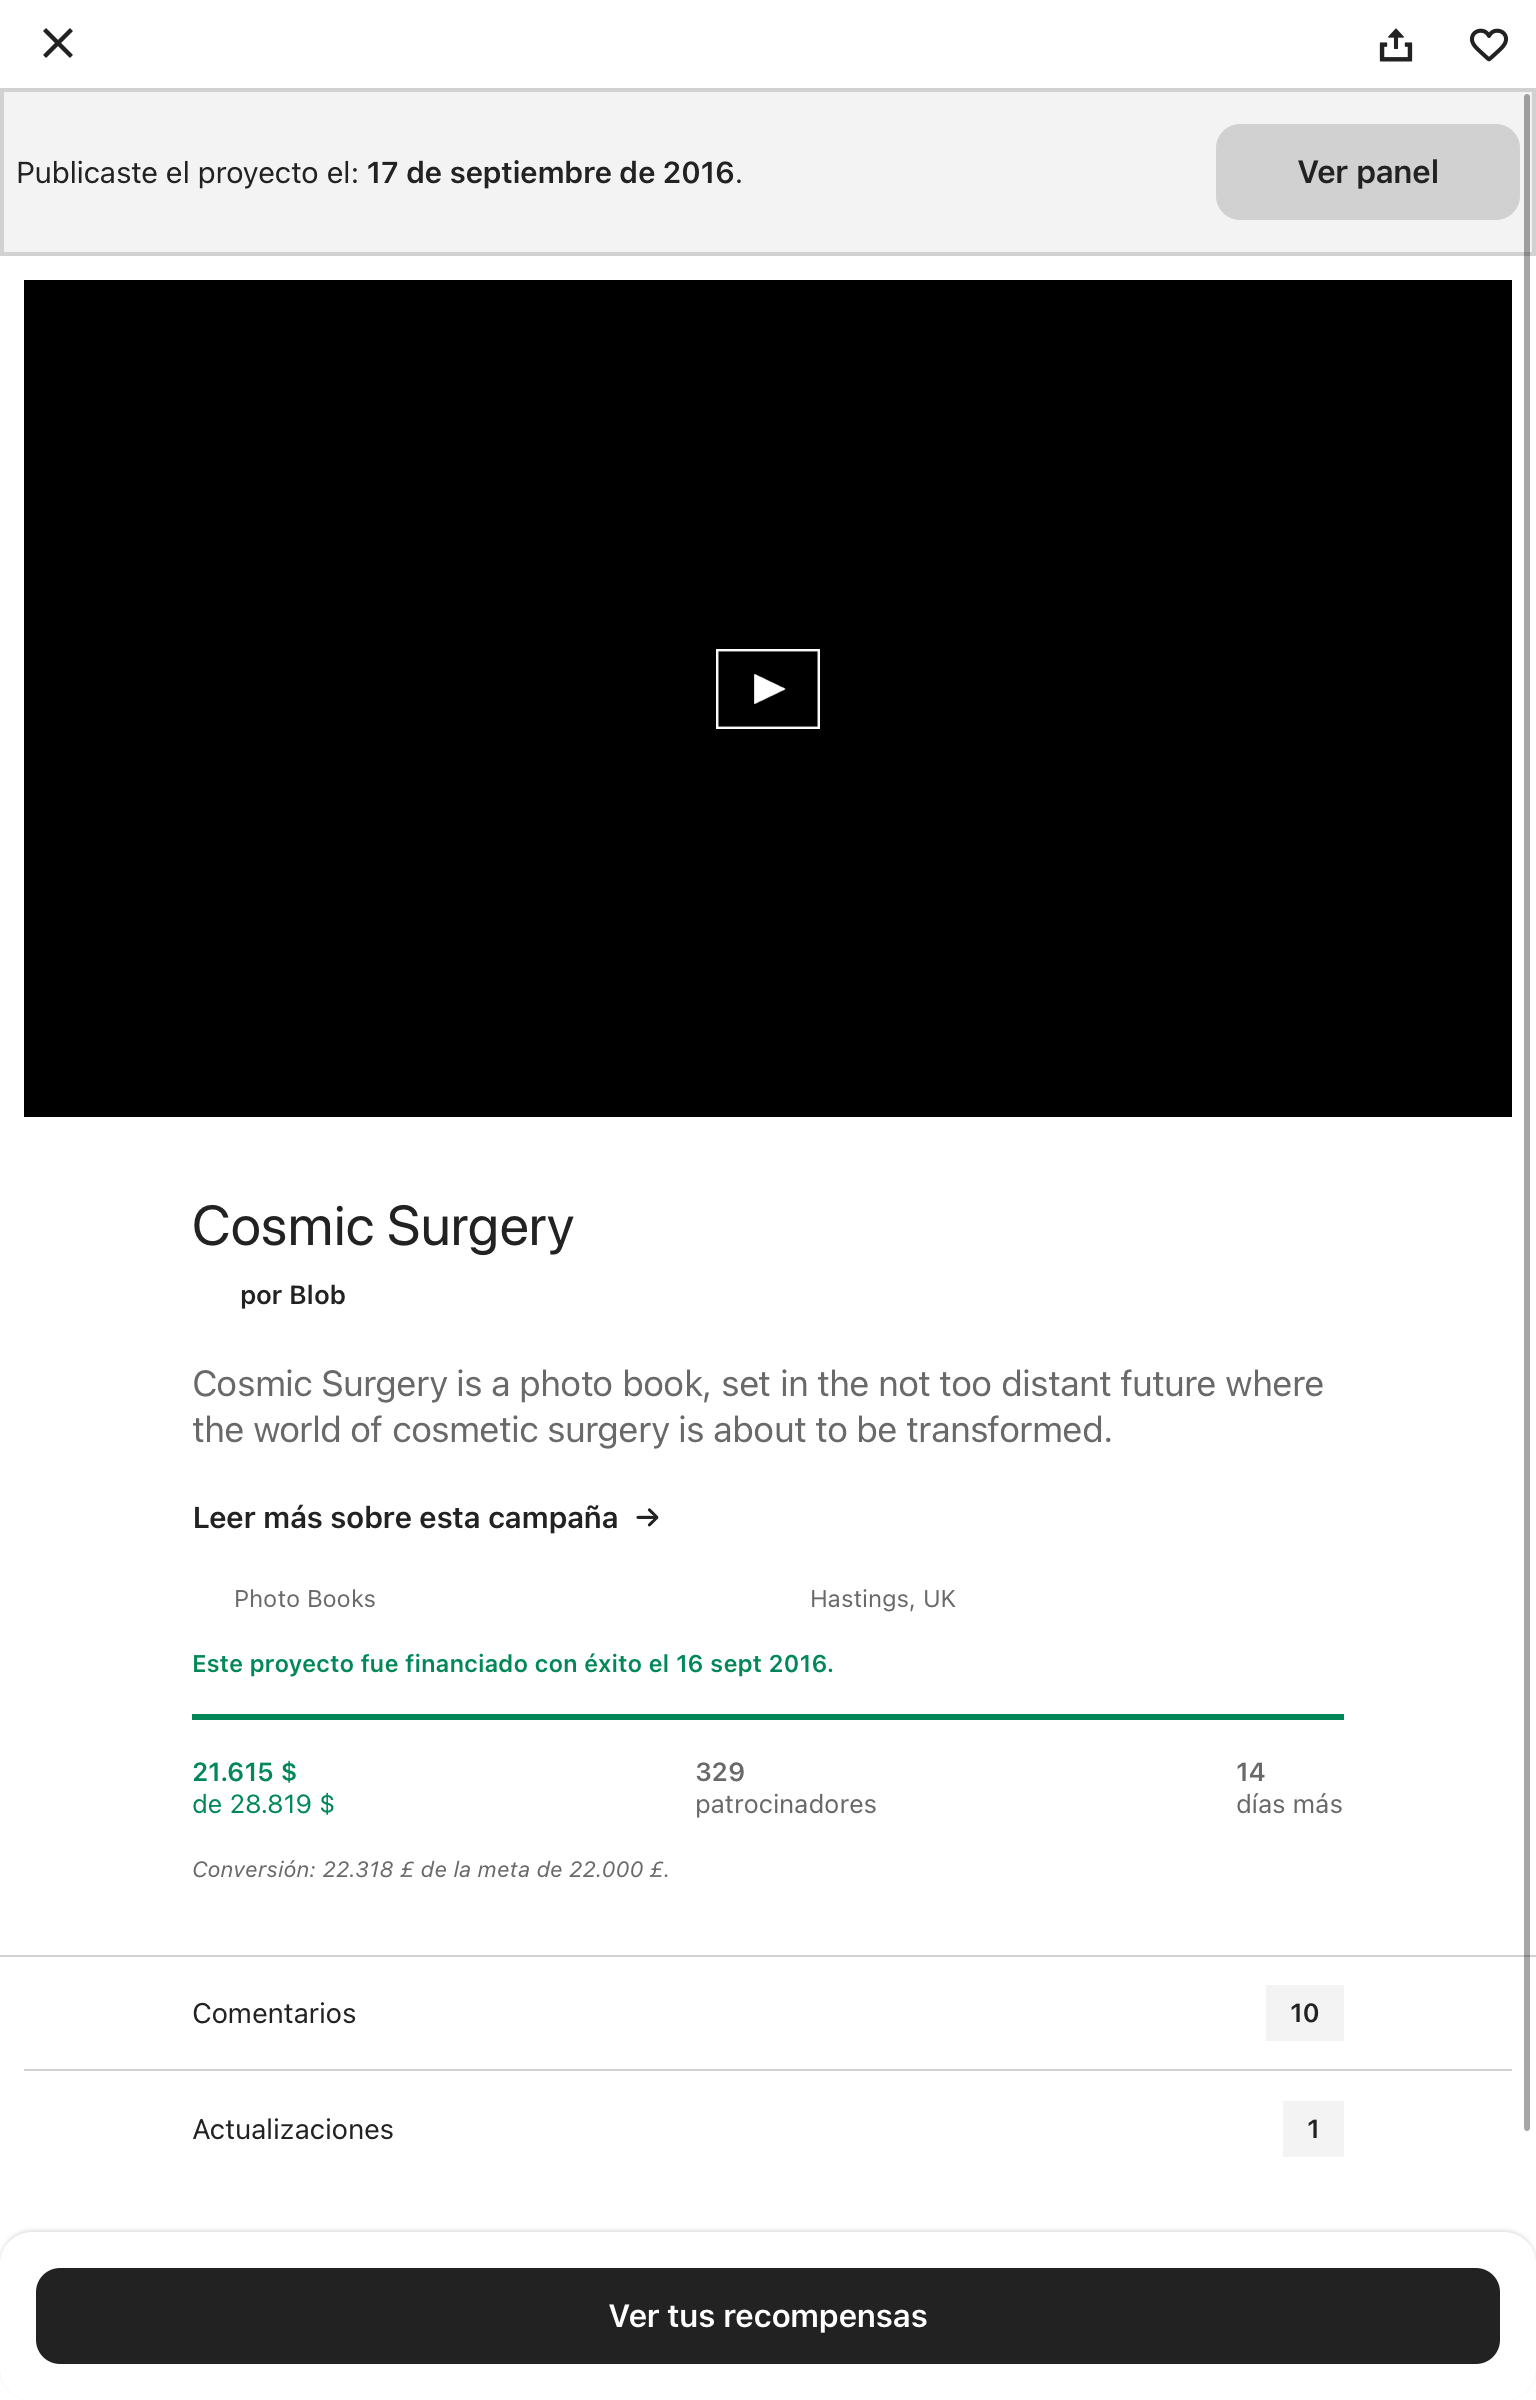 Publicaste el proyecto el: 17 de septiembre de 2016.
Ver panel
Cosmic Surgery
por Blob
Cosmic Surgery is a photo book, set in the not too distant future where
the world of cosmetic surgery is about to be transformed.
Leer más sobre esta campaña →
Photo Books
Hastings, UK
Este proyecto fue financiado con éxito el 16 sept 2016.
21.615 $
de 28.819 $
329
patrocinadores
14
días más
Conversión: 22.318 £ de la meta de 22.000 £.
Comentarios
10
Actualizaciones
1
Ver tus recompensas